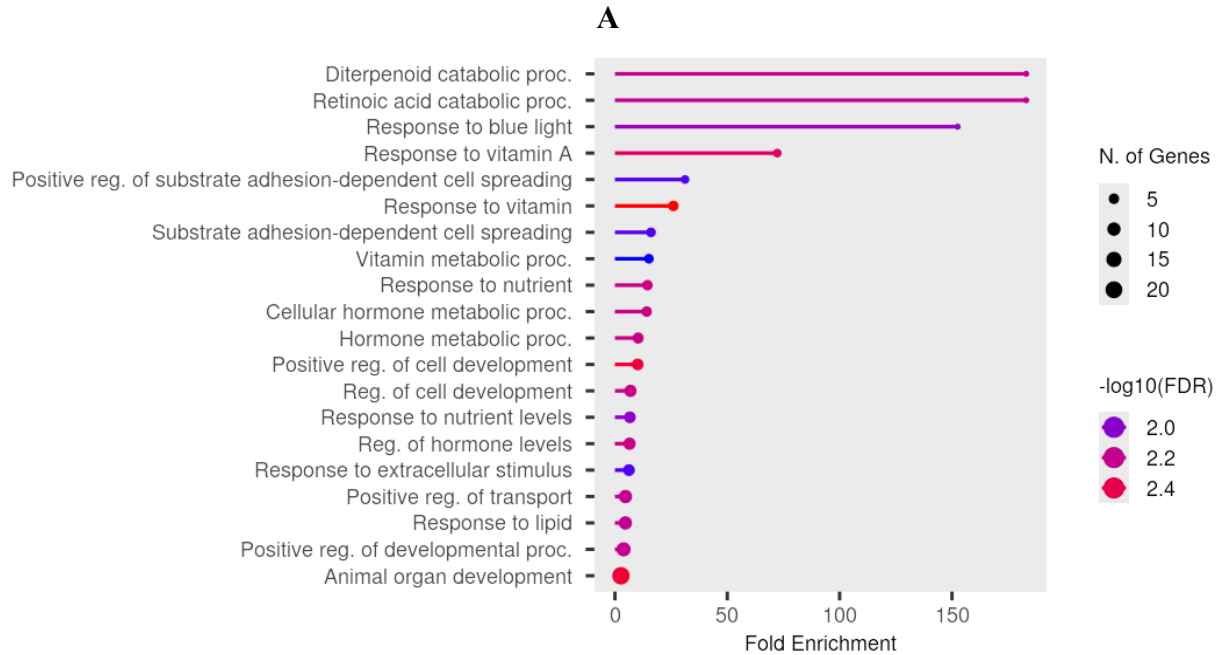 A
Diterpenoid catabolic proc.
Retinoic acid catabolic proc.
Response to blue light
Response to vitamin A
Positive reg. of substrate adhesion-dependent cell spreading
Response to vitamin
Substrate adhesion-dependent cell spreading
Vitamin metabolic proc.
Response to nutrient
Cellular hormone metabolic proc.
Hormone metabolic proc.
Positive reg. of cell development
Reg. of cell development
Response to nutrient levels
Reg. of hormone levels
Response to extracellular stimulus
Positive reg. of transport
Response to lipid
Positive reg. of developmental proc.
Animal organ development
0 50 100 150
Fold Enrichment
N. of Genes
5
10
15
20
-log10(FDR)
2.0
2.2
2.4